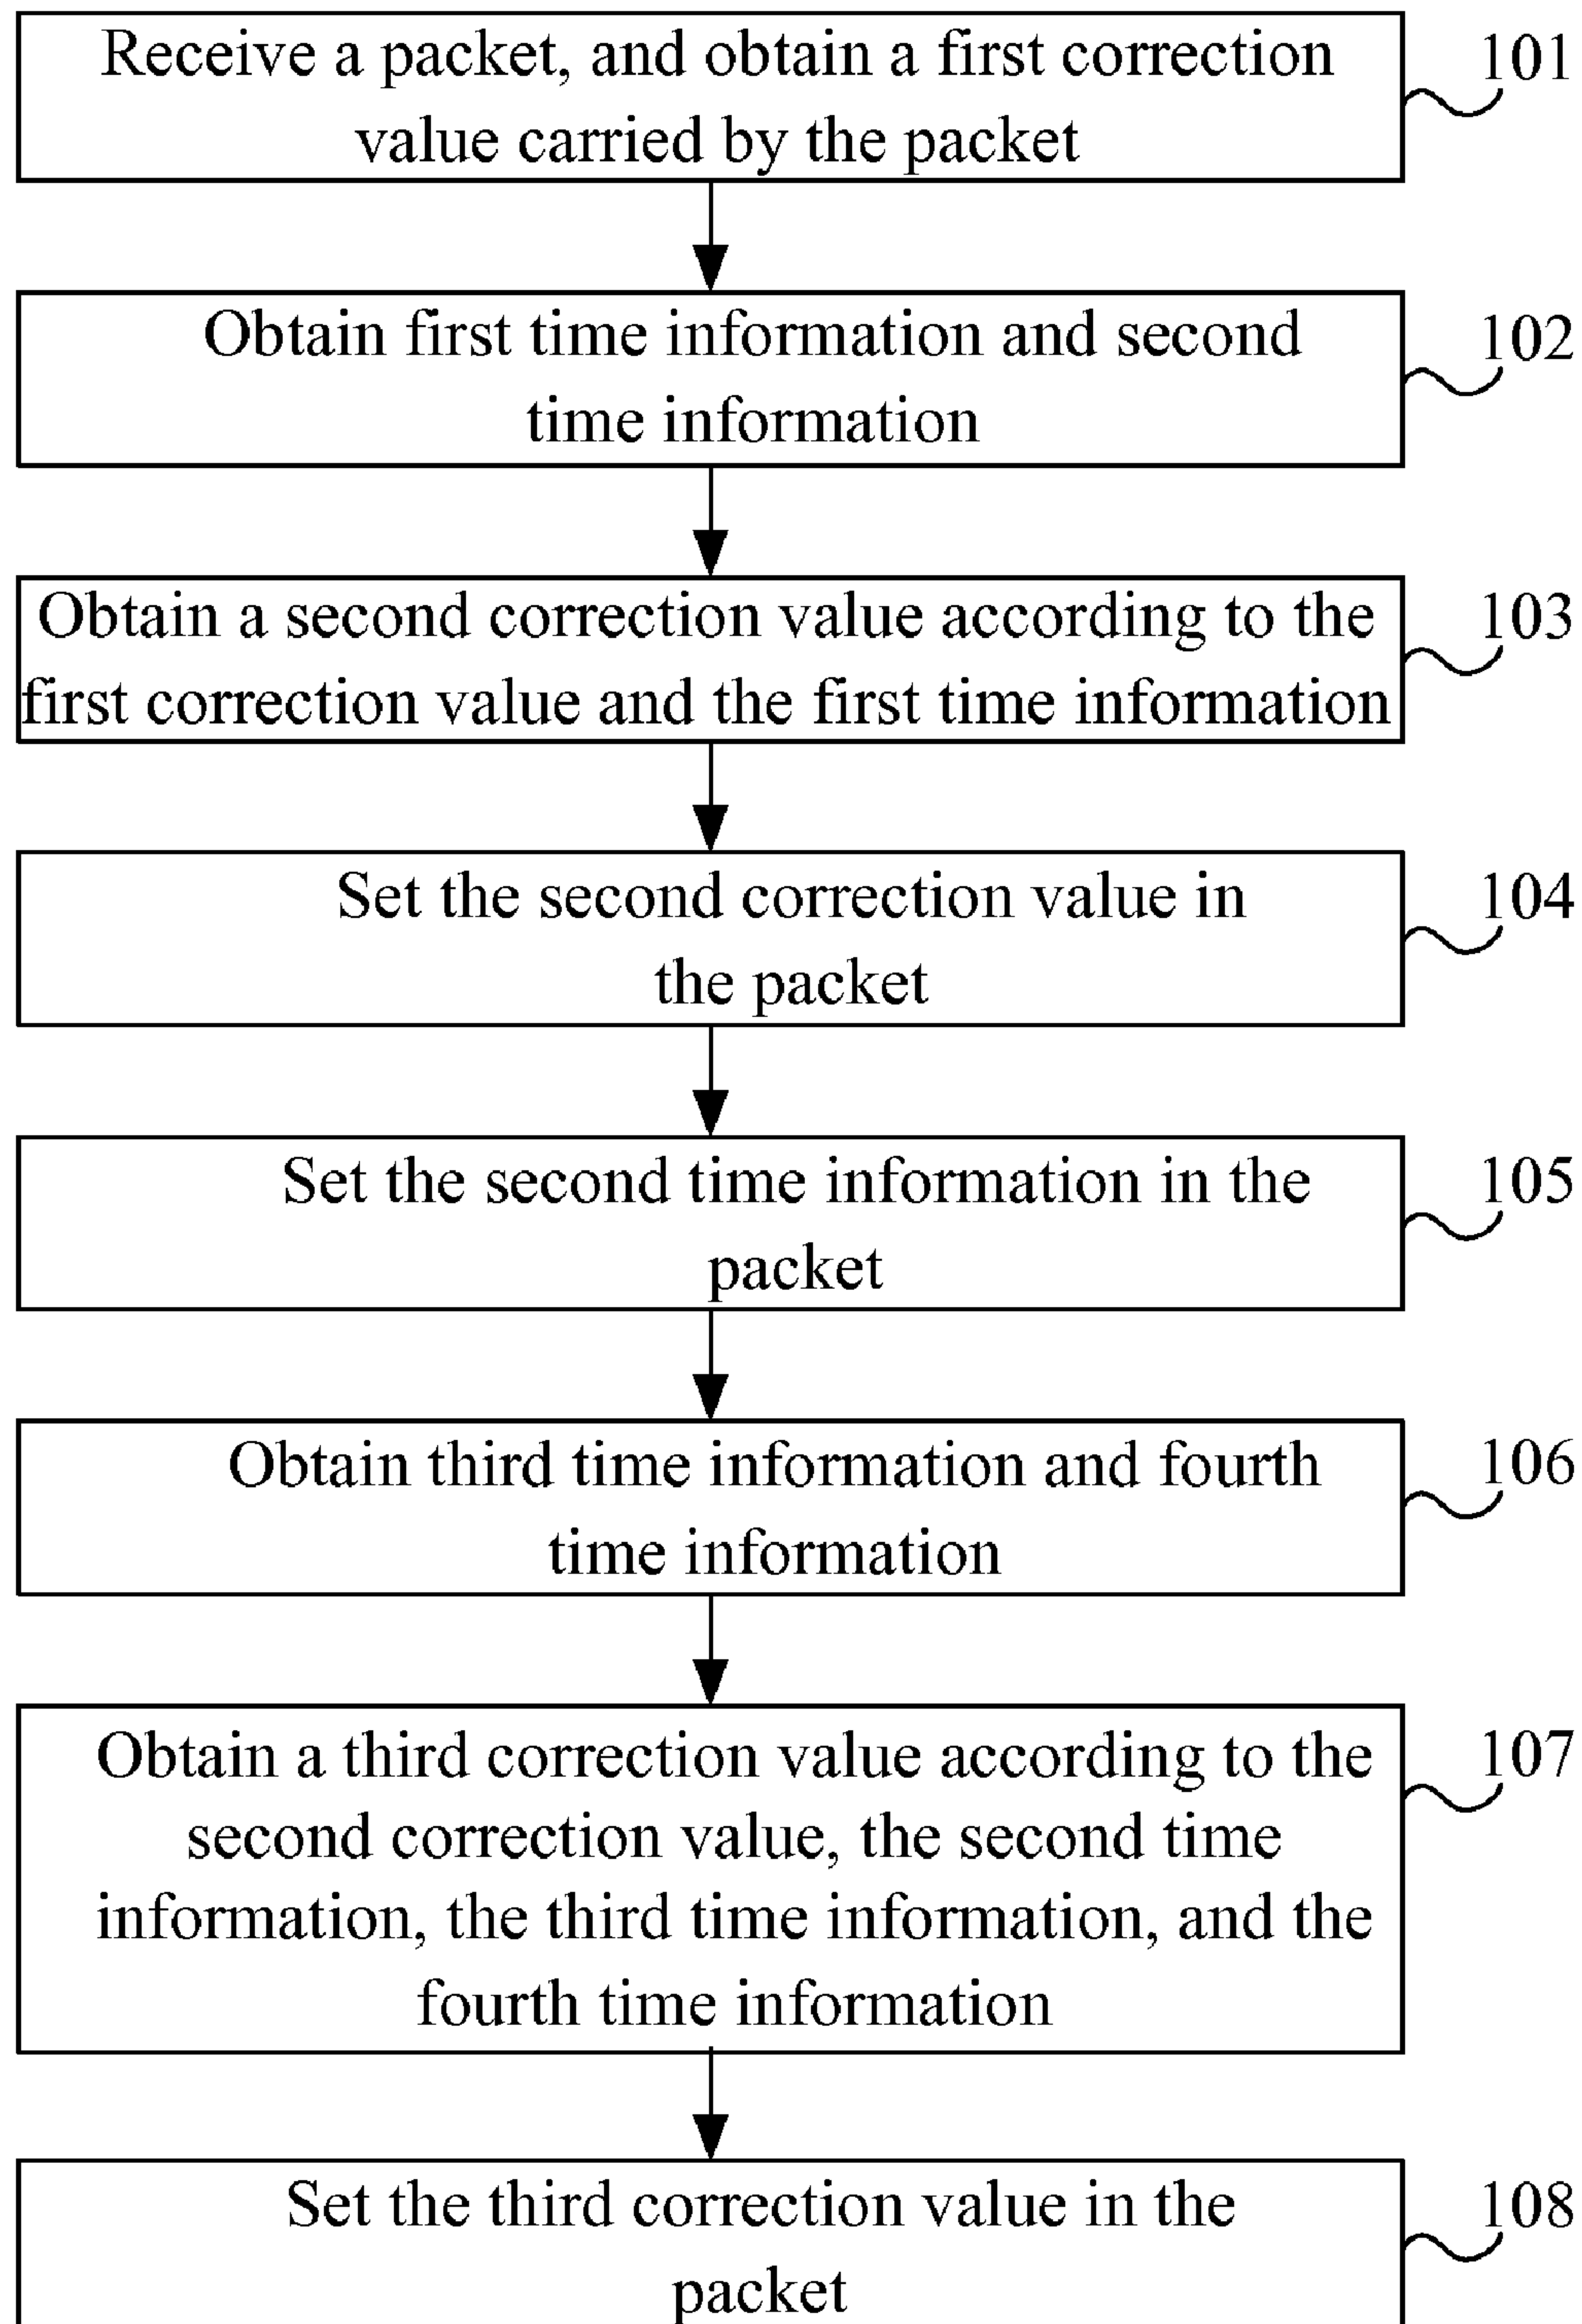 Receive a packet, and obtain a first correction
value carried by the packet
101
Obtain first time information and second
time information
102
Obtain a second correction value according to the
first correction value and the first time information
103
Set the second correction value in
the packet
104
Set the second time information in the
packet
105
Obtain third time information and fourth
time information
106
Obtain a third correction value according to the
second correction value, the second time
information, the third time information, and the
fourth time information
107
Set the third correction value in the
packet
108